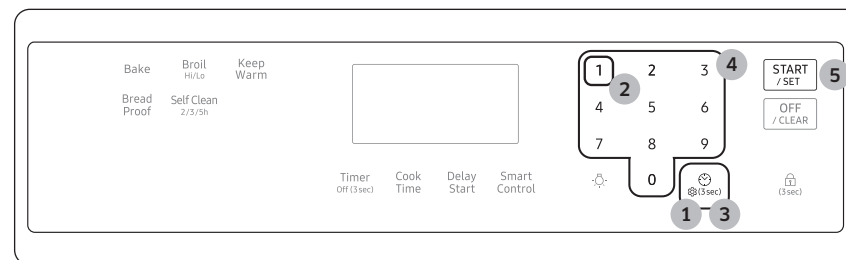 Bake
Broil
Hi/Lo
Keep
Warm
Bread
Proof
Self Clean
2/3/5h
Timer
Off (3 sec)
Cook
Time
Delay
Start
Smart
Control
1 2 3
4 5 6
7 8 9
0
(3 sec)
START
/ SET
OFF
/ CLEAR
(3 sec)
1
2
3
4
5